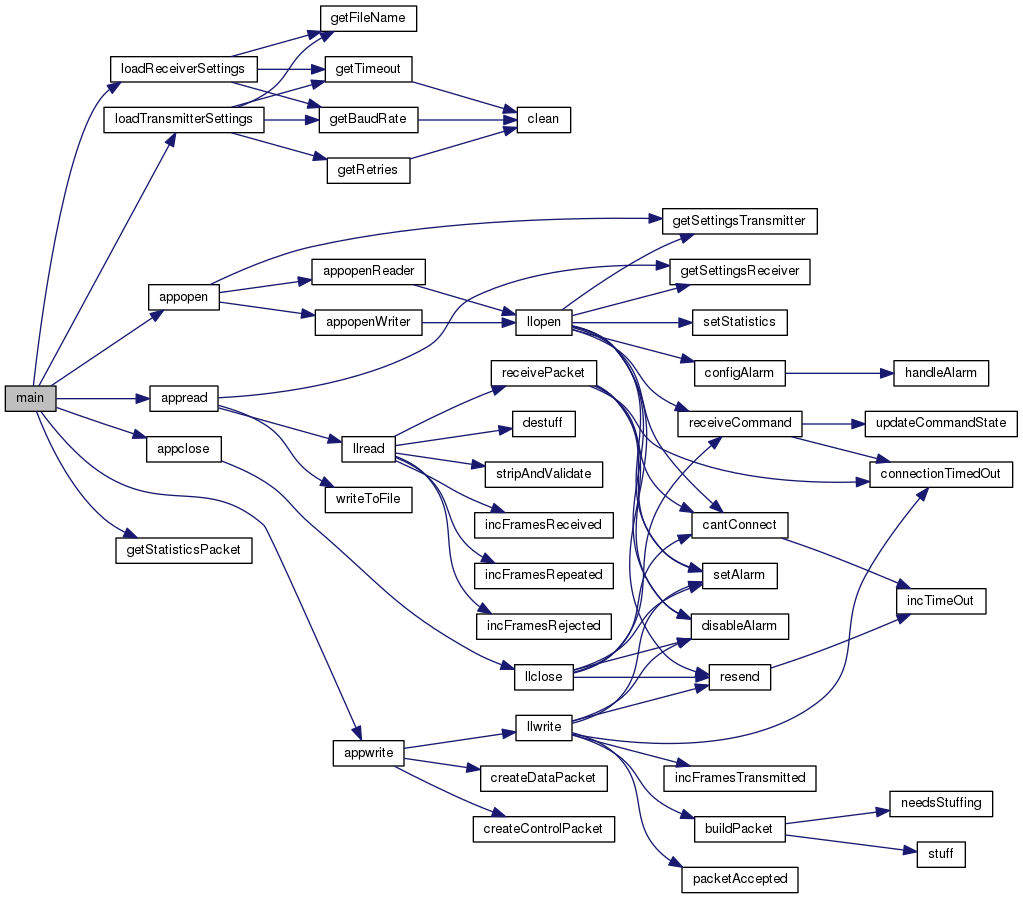 getFileName
loadReceiverSettings
getTimeout
loadTransmitterSettings
getBaudRate
clean
getRetries
getSettingsTransmitter
appopenReader
getSettingsReceiver
appopen
appopenWriter
llopen
setStatistics
receivePacket
configAlarm
handleAlarm
main
appread
destuff
receiveCommand
updateCommandState
appclose
llread
stripAndValidate
connectionTimedOut
writeToFile
incFramesReceived
cantConnect
getStatisticsPacket
incFramesRepeated
setAlarm
incTimeOut
incFramesRejected
disableAlarm
llclose
resend
llwrite
appwrite
createDataPacket
incFramesTransmitted
needsStuffing
createControlPacket
buildPacket
stuff
packetAccepted